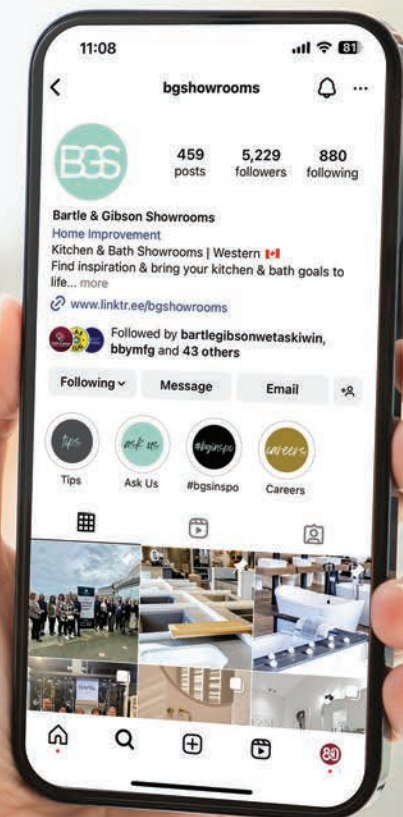 11:08
81
bgshowrooms
BGS
459 5,229 880
posts followers following
Bartle & Gibson Showrooms
Home Improvement
Kitchen & Bath Showrooms | Western 🇨🇦
Find inspiration & bring your kitchen & bath goals to
life... more
www.linktr.ee/bgshowrooms
Followed by bartlegibsonwetaskiwin,
bbymfg and 43 others
Following Message Email
tips ask us #bginspo careers
Tips Ask Us #bgsinspo Careers